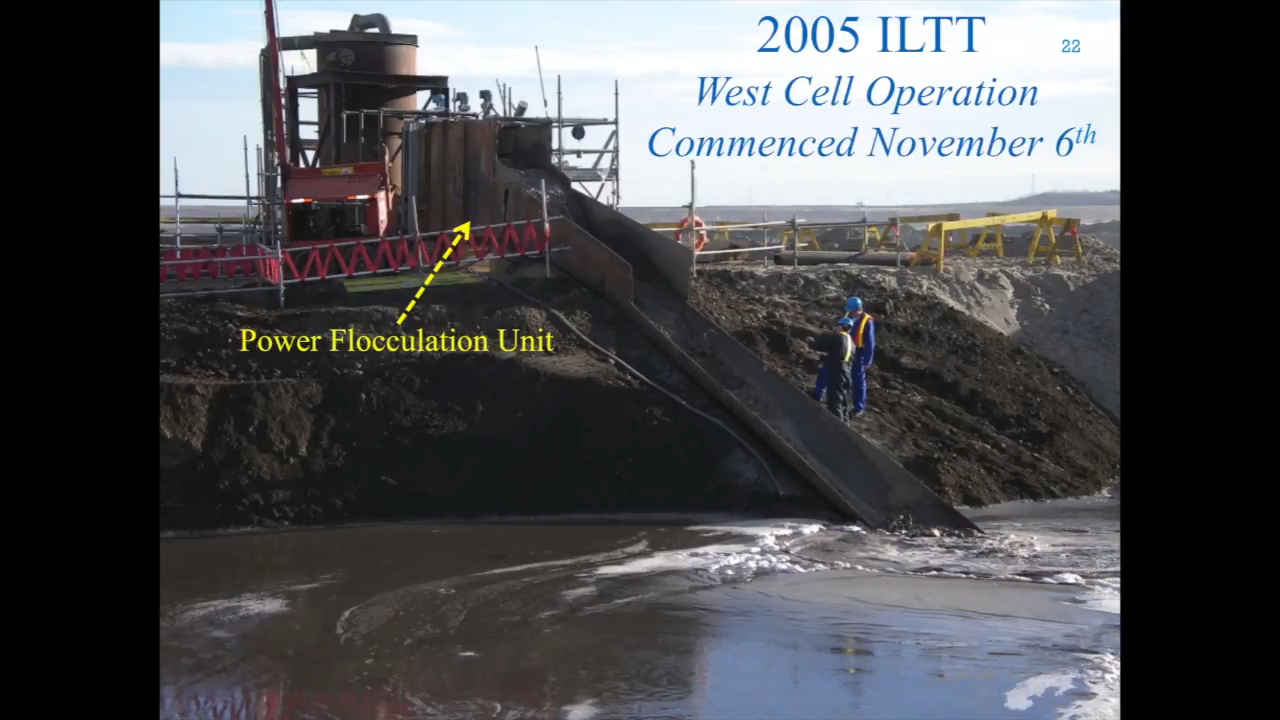 2005 ILTT
22
West Cell Operation
Commenced November 6th
Power Flocculation Unit